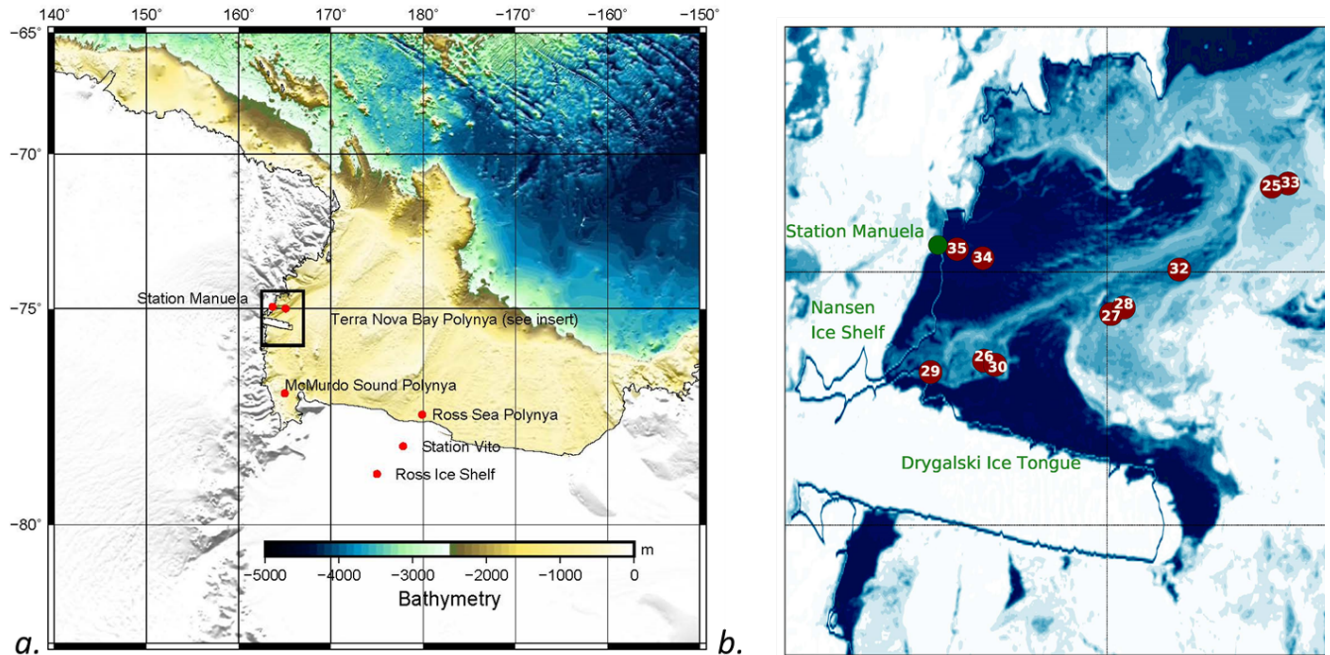 140° 150° 160° 170° 180° −170° −160° −150°
−65°
−70°
−75°
−80°
Station Manuela
Terra Nova Bay Polynya (see insert)
McMurdo Sound Polynya
Ross Sea Polynya
Station Vito
Ross Ice Shelf
m
−5000 −4000 −3000 −2000 −1000 0
Bathymetry
a.
25 33
Station Manuela
35
34
32
Nansen
Ice Shelf
28
27
26
30
29
Drygalski Ice Tongue
b.